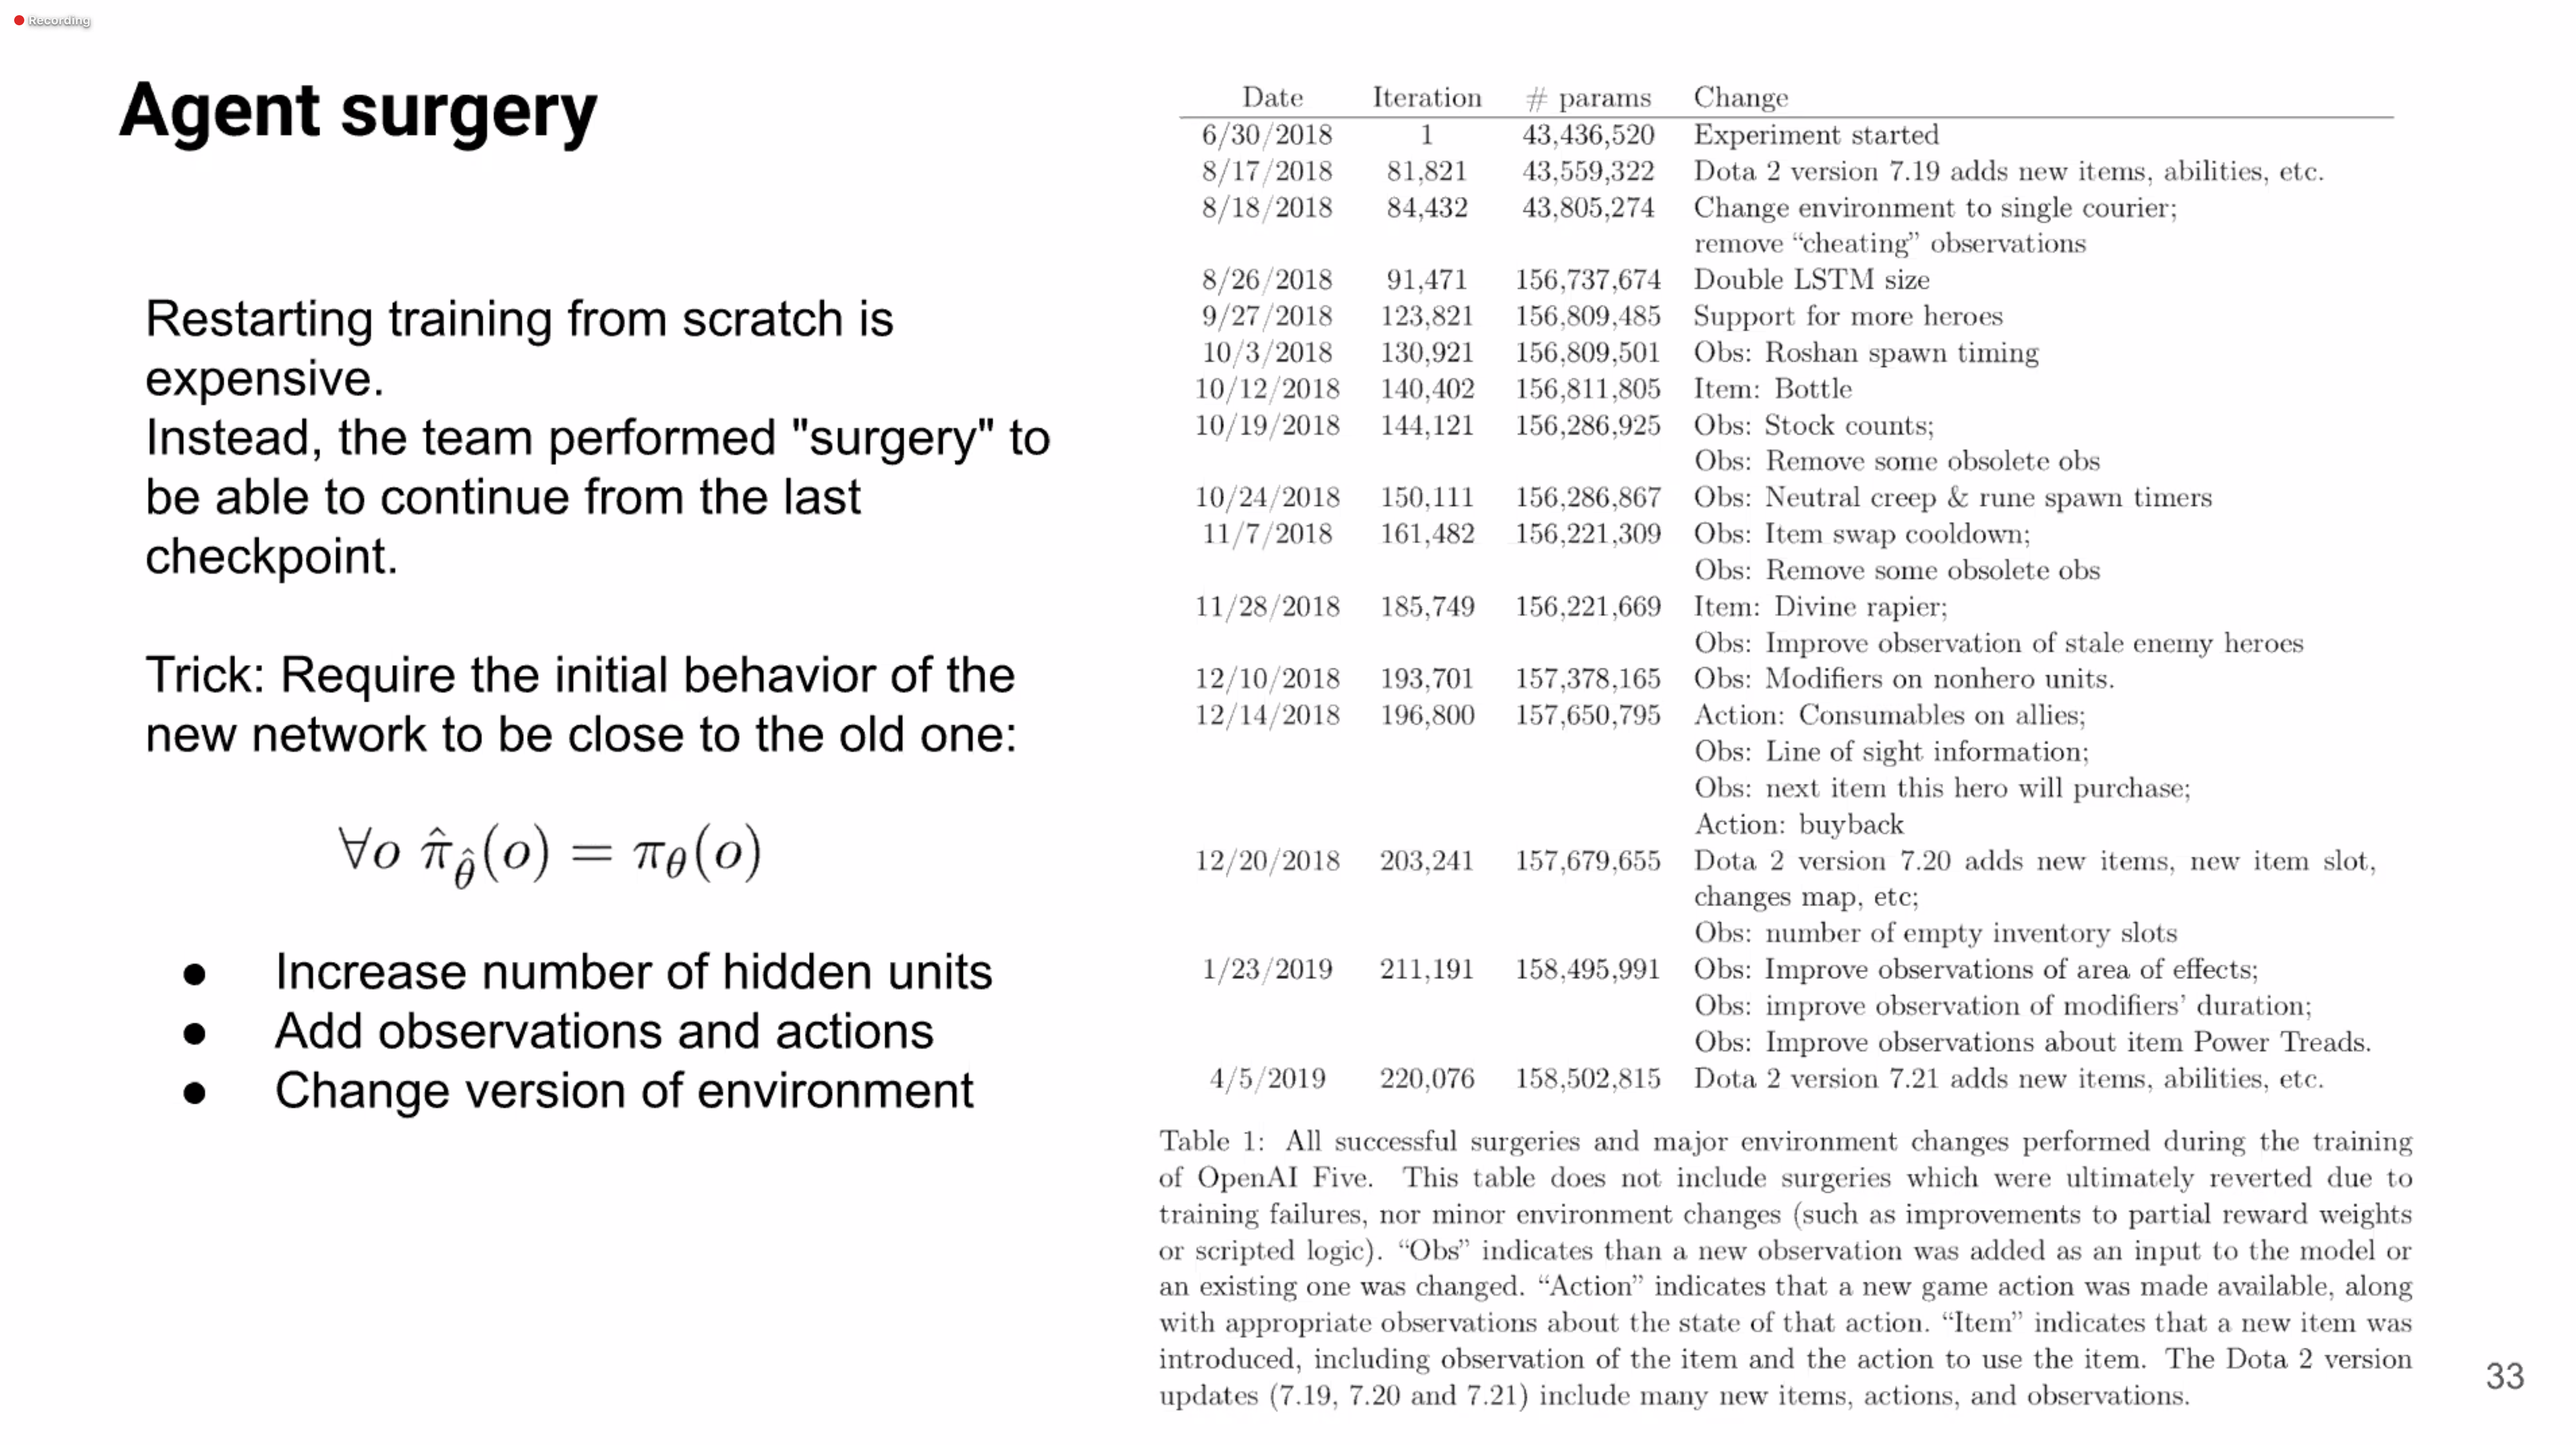 Recording
Agent surgery
Restarting training from scratch is
expensive.
Instead, the team performed "surgery" to
be able to continue from the last
checkpoint.
Trick: Require the initial behavior of the
new network to be close to the old one:
∀o π̂_θ̂(o) = π_θ(o)
● Increase number of hidden units
● Add observations and actions
● Change version of environment
Date Iteration # params Change
6/30/2018 1 43,436,520 Experiment started
8/17/2018 81,821 43,559,322 Dota 2 version 7.19 adds new items, abilities, etc.
8/18/2018 84,432 43,805,274 Change environment to single courier;
remove “cheating” observations
8/26/2018 91,471 156,737,674 Double LSTM size
9/27/2018 123,821 156,809,485 Support for more heroes
10/3/2018 130,921 156,809,501 Obs: Roshan spawn timing
10/12/2018 140,402 156,811,805 Item: Bottle
10/19/2018 144,121 156,286,925 Obs: Stock counts;
Obs: Remove some obsolete obs
10/24/2018 150,111 156,286,867 Obs: Neutral creep & rune spawn timers
11/7/2018 161,482 156,221,309 Obs: Item swap cooldown;
Obs: Remove some obsolete obs
11/28/2018 185,749 156,221,669 Item: Divine rapier;
Obs: Improve observation of stale enemy heroes
12/10/2018 193,701 157,378,165 Obs: Modifiers on nonhero units.
12/14/2018 196,800 157,650,795 Action: Consumables on allies;
Obs: Line of sight information;
Obs: next item this hero will purchase;
Action: buyback
12/20/2018 203,241 157,679,655 Dota 2 version 7.20 adds new items, new item slot,
changes map, etc;
Obs: number of empty inventory slots
1/23/2019 211,191 158,495,991 Obs: Improve observations of area of effects;
Obs: improve observation of modifiers’ duration;
Obs: Improve observations about item Power Treads.
4/5/2019 220,076 158,502,815 Dota 2 version 7.21 adds new items, abilities, etc.
Table 1: All successful surgeries and major environment changes performed during the training
of OpenAI Five. This table does not include surgeries which were ultimately reverted due to
training failures, nor minor environment changes (such as improvements to partial reward weights
or scripted logic). “Obs” indicates than a new observation was added as an input to the model or
an existing one was changed. “Action” indicates that a new game action was made available, along
with appropriate observations about the state of that action. “Item” indicates that a new item was
introduced, including observation of the item and the action to use the item. The Dota 2 version
updates (7.19, 7.20 and 7.21) include many new items, actions, and observations.
33